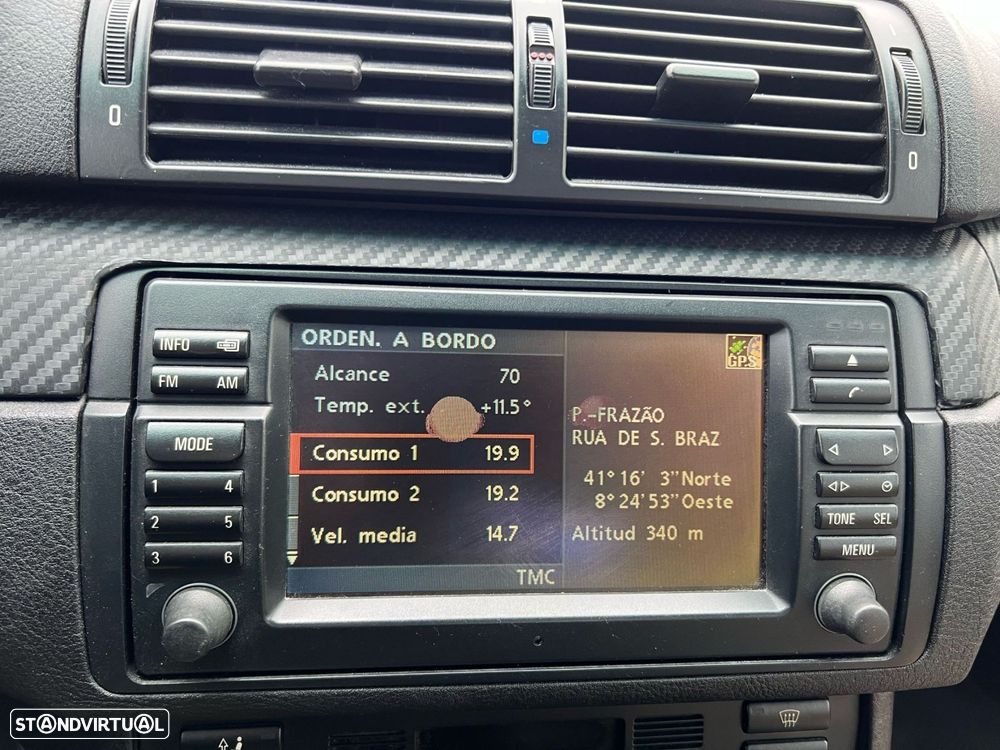 0
0
INFO
FM AM
MODE
1 4
2 5
3 6
ORDEN. A BORDO
Alcance 70
Temp. ext. +11.5°
Consumo 1 19.9
Consumo 2 19.2
Vel. media 14.7
TMC
GPS
P.-FRAZÃO
RUA DE S. BRAZ
41°16' 3"Norte
8°24'53"Oeste
Altitud 340 m
TONE SEL
MENU
STANDVIRTUAL